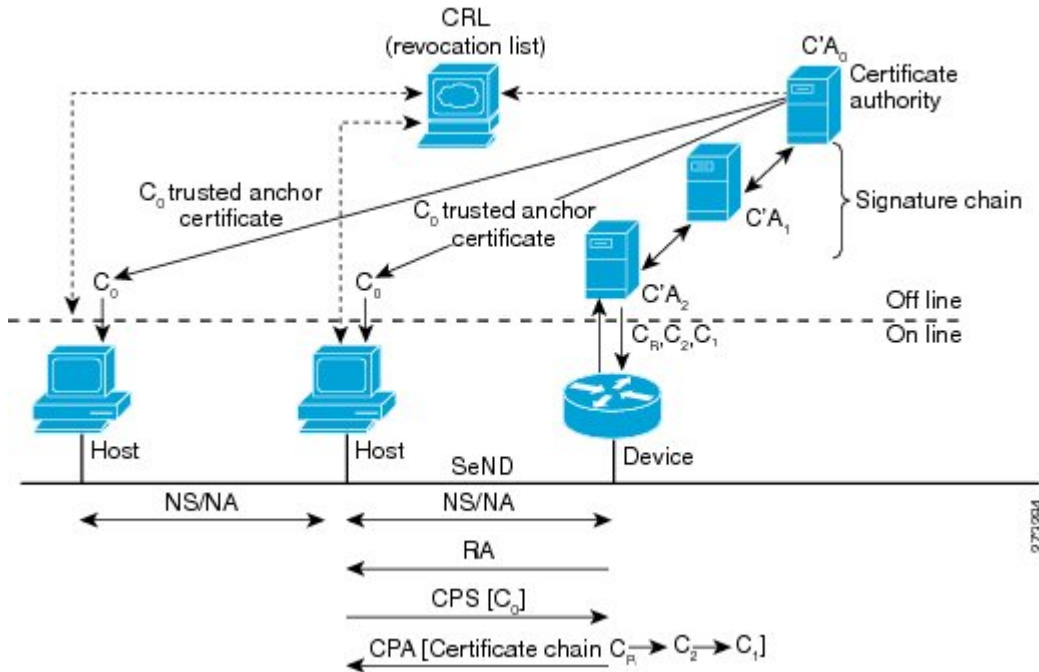 CRL
(revocation list)
C'A₀
Certificate
authority
C₀ trusted anchor
certificate
C₀ trusted anchor
certificate
C'A₁
Signature chain
C₀
C₀
C'A₂
Off line
On line
C_R,C₂,C₁
Host
Host
Device
SeND
NS/NA
NS/NA
RA
CPS [C₀]
CPA [Certificate chain C_R → C₂ → C₁]